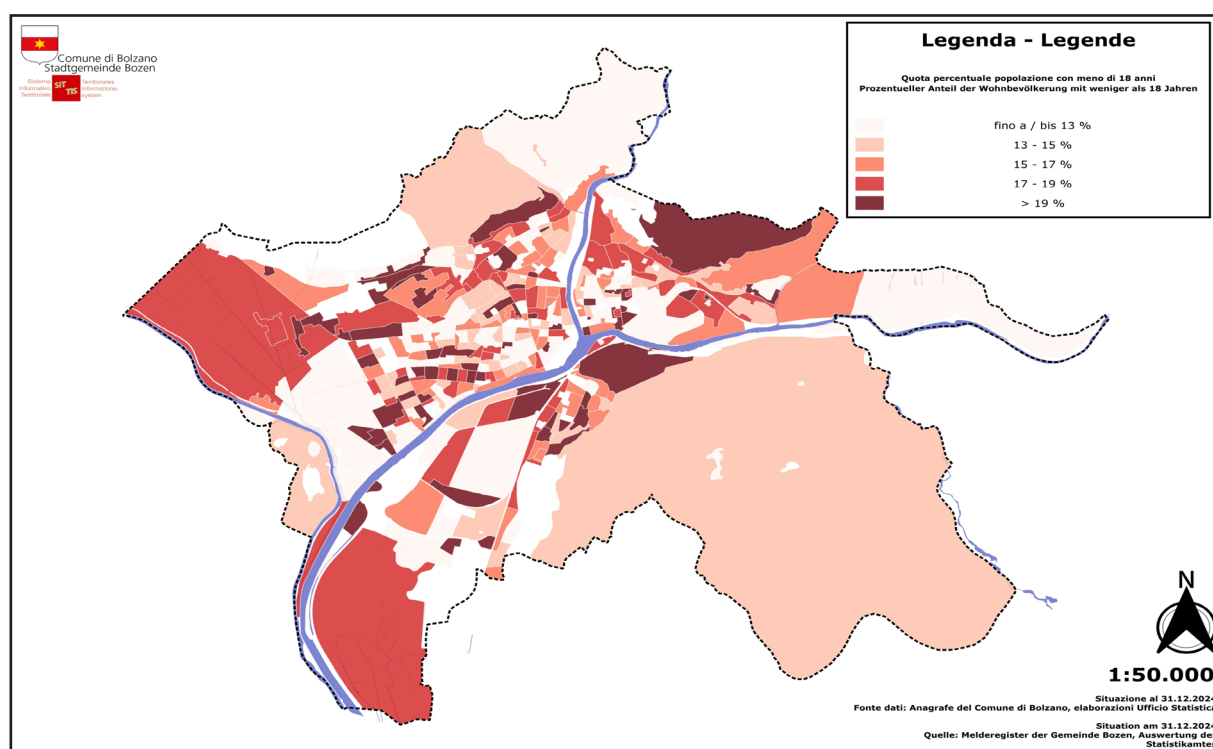 Comune di Bolzano
Stadtgemeinde Bozen
Sistema Informativo Territoriale
SIT TIS
Territoriales Informations- system
Legenda - Legende
Quota percentuale popolazione con meno di 18 anni
Prozentueller Anteil der Wohnbevölkerung mit weniger als 18 Jahren
fino a / bis 13 %
13 - 15 %
15 - 17 %
17 - 19 %
> 19 %
N
1:50.000
Situazione al 31.12.2024
Fonte dati: Anagrafe del Comune di Bolzano, elaborazioni Ufficio Statistica
Situation am 31.12.2024
Quelle: Melderegister der Gemeinde Bozen, Auswertung des
Statistikamtes